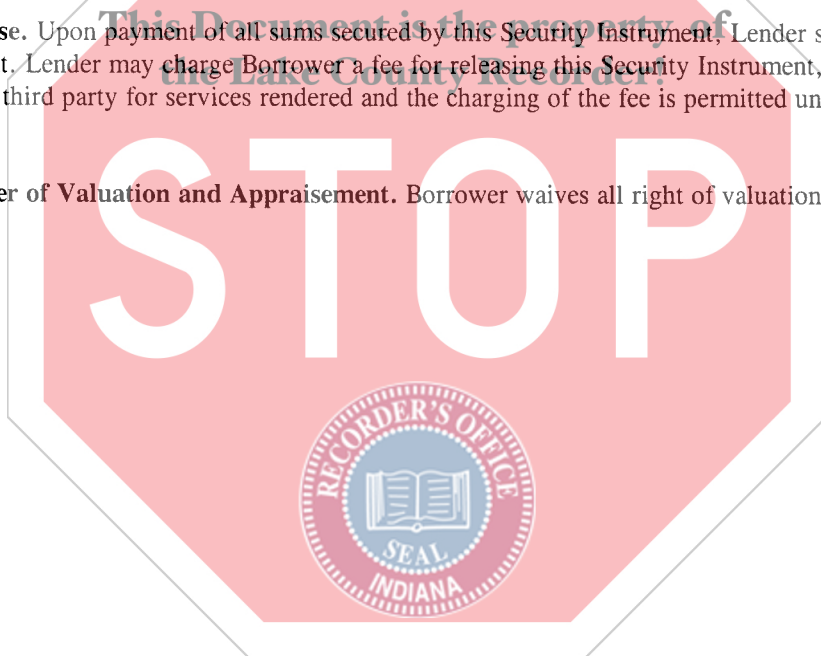 This Document is the property of
se. Upon payment of all sums secured by this Security Instrument, Lender s
the Lake County Recorder!
t. Lender may charge Borrower a fee for releasing this Security Instrument,
third party for services rendered and the charging of the fee is permitted un
STOP
er of Valuation and Appraisement. Borrower waives all right of valuation
RECORDER'S OFFICE
SEAL
INDIANA